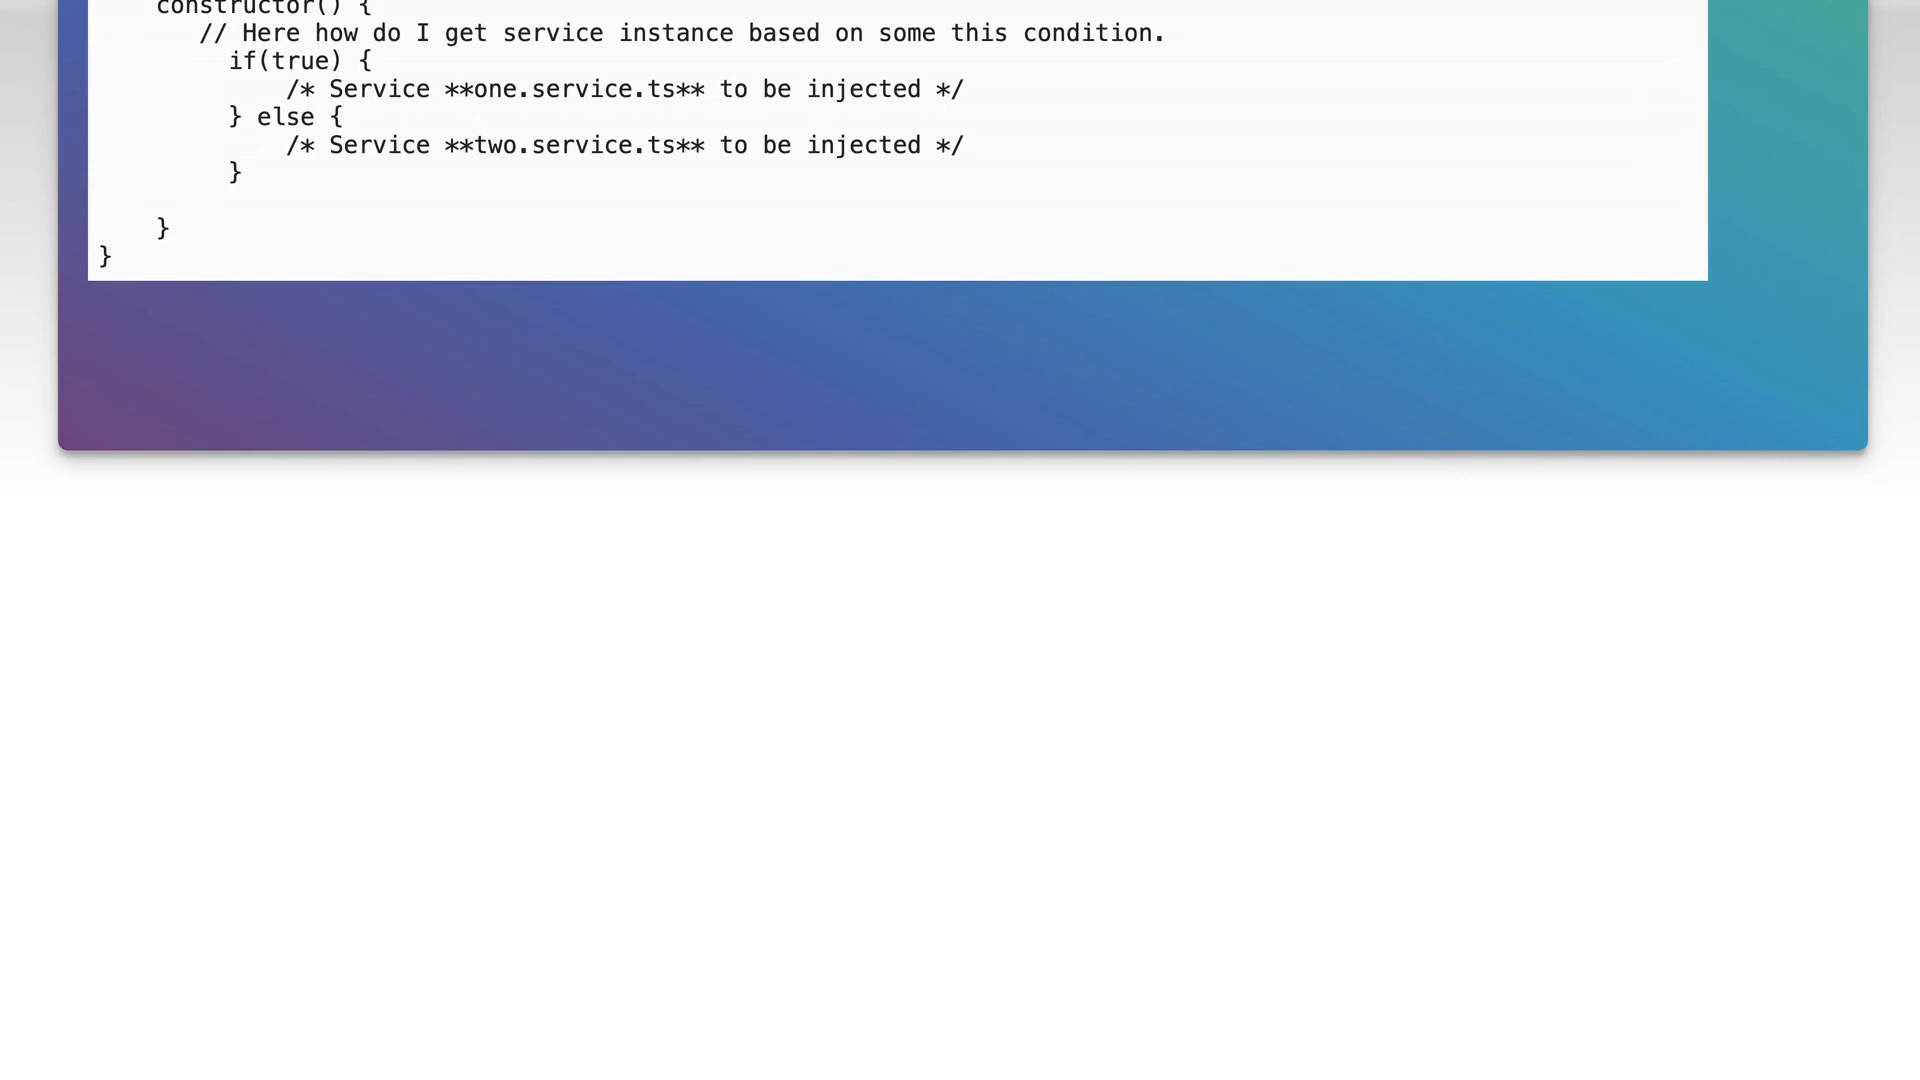 constructor() {
// Here how do I get service instance based on some this condition.
if(true) {
/* Service **one.service.ts** to be injected */
} else {
/* Service **two.service.ts** to be injected */
}
}
}